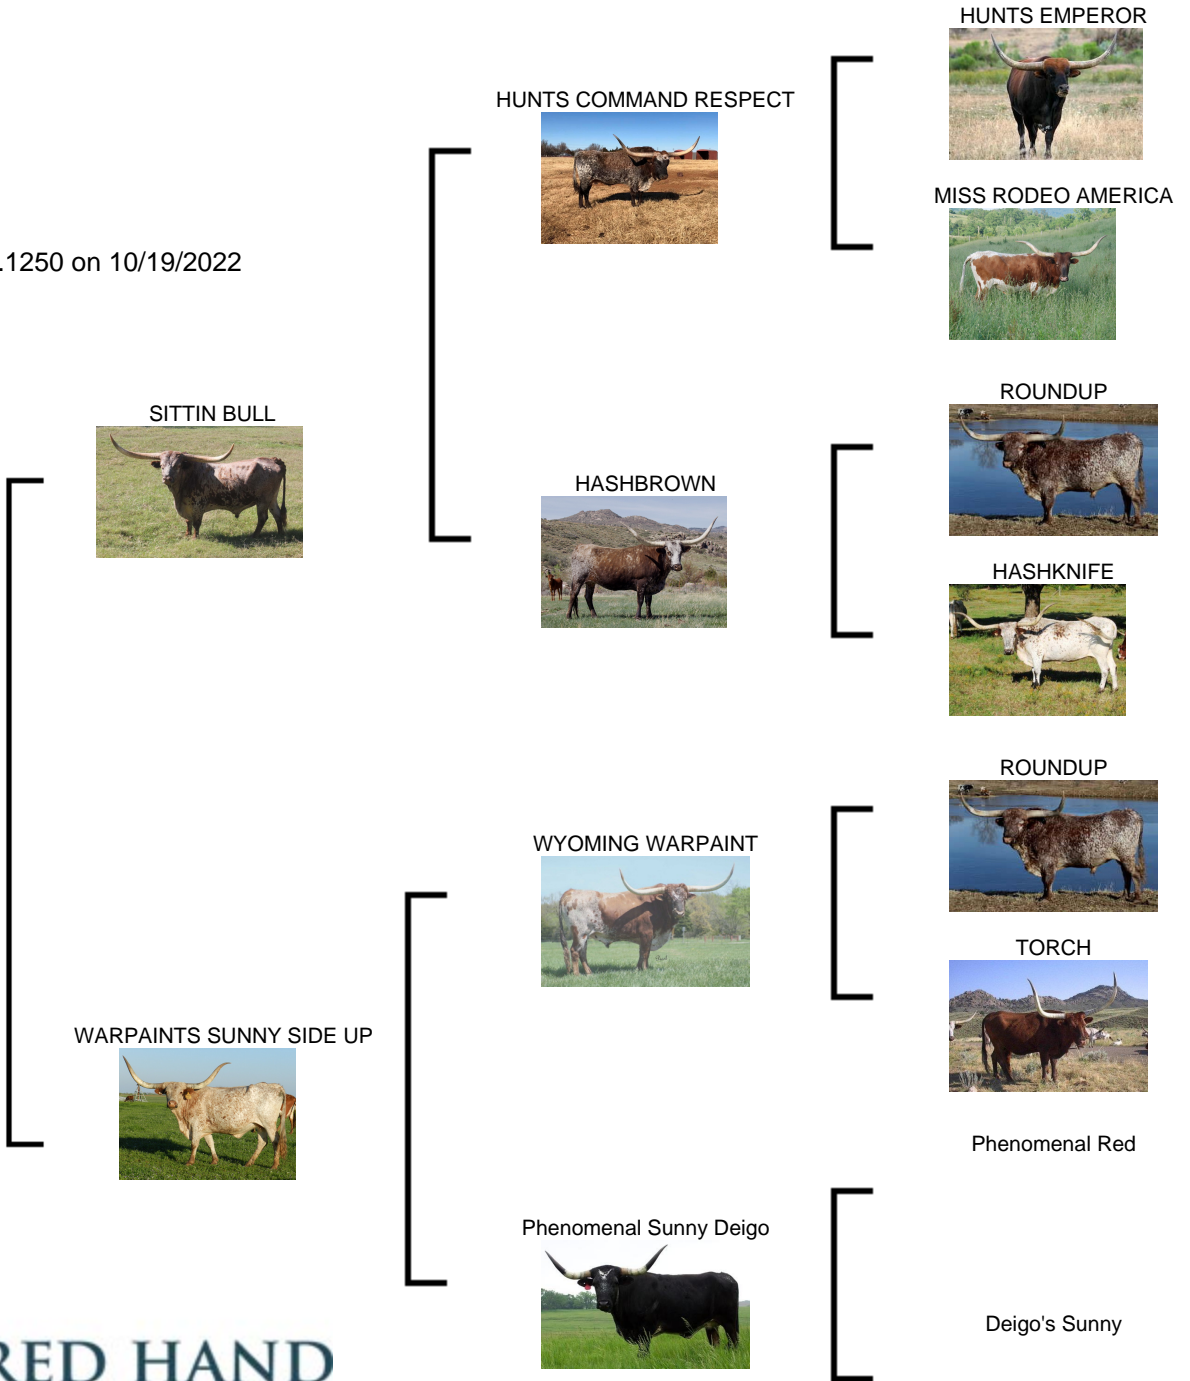 HUNTS EMPEROR
HUNTS COMMAND RESPECT
MISS RODEO AMERICA
.1250 on 10/19/2022
ROUNDUP
SITTIN BULL
HASHBROWN
HASHKNIFE
ROUNDUP
WYOMING WARPAINT
TORCH
WARPAINTS SUNNY SIDE UP
Phenomenal Red
Phenomenal Sunny Deigo
Deigo's Sunny
RED HAND